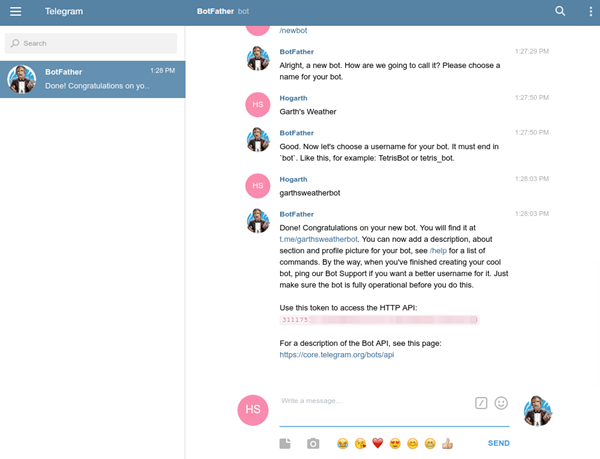 Telegram
BotFather bot
Search
BotFather 1:28 PM
Done! Congratulations on yo...
/newbot
BotFather 1:27:29 PM
Alright, a new bot. How are we going to call it? Please choose a
name for your bot.
HS
Hogarth 1:27:50 PM
Garth's Weather
BotFather 1:27:50 PM
Good. Now let's choose a username for your bot. It must end in
`bot`. Like this, for example: TetrisBot or tetris_bot.
HS
Hogarth 1:28:03 PM
garthsweatherbot
BotFather 1:28:03 PM
Done! Congratulations on your new bot. You will find it at
t.me/garthsweatherbot. You can now add a description, about
section and profile picture for your bot, see /help for a list of
commands. By the way, when you've finished creating your cool
bot, ping our Bot Support if you want a better username for it. Just
make sure the bot is fully operational before you do this.
Use this token to access the HTTP API:
For a description of the Bot API, see this page:
https://core.telegram.org/bots/api
HS
Write a message...
SEND